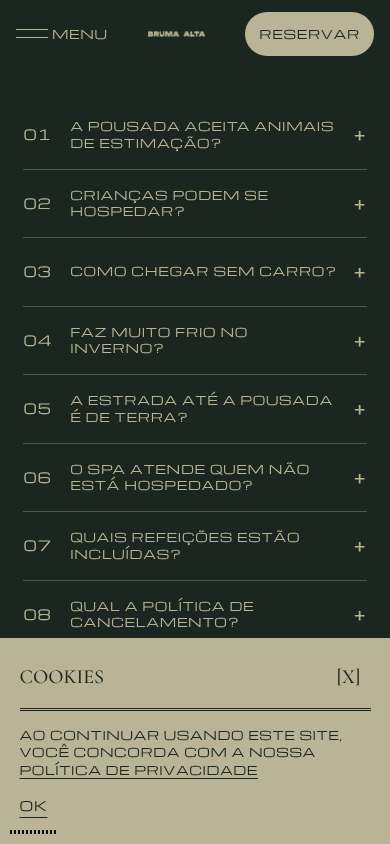 MENU
BRUMA ALTA
RESERVAR
01
A POUSADA ACEITA ANIMAIS
DE ESTIMAÇÃO?
+
02
CRIANÇAS PODEM SE
HOSPEDAR?
+
03
COMO CHEGAR SEM CARRO?
+
04
FAZ MUITO FRIO NO
INVERNO?
+
05
A ESTRADA ATÉ A POUSADA
É DE TERRA?
+
06
O SPA ATENDE QUEM NÃO
ESTÁ HOSPEDADO?
+
07
QUAIS REFEIÇÕES ESTÃO
INCLUÍDAS?
+
08
QUAL A POLÍTICA DE
CANCELAMENTO?
+
COOKIES
[X]
AO CONTINUAR USANDO ESTE SITE,
VOCÊ CONCORDA COM A NOSSA
POLÍTICA DE PRIVACIDADE
OK